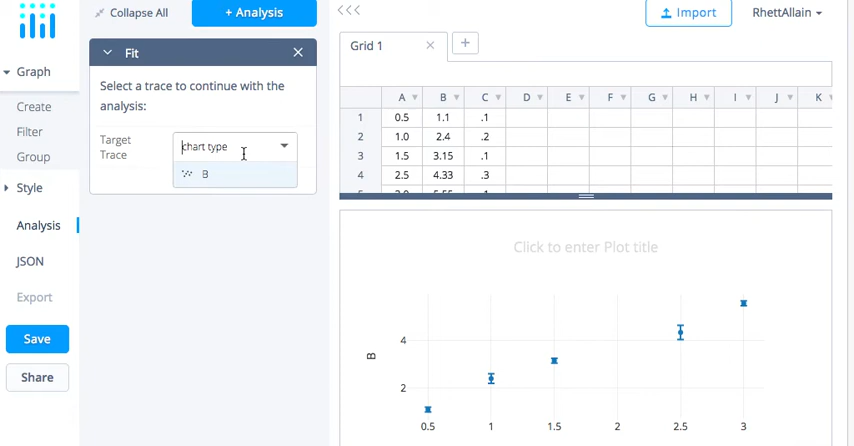 Collapse All
+ Analysis
Import
RhettAllain
Fit
Grid 1
+
Graph
Select a trace to continue with the
analysis:
Create
Filter
Group
Target
Trace
chart type
B
Style
Analysis
JSON
Export
Save
Share
A B C D E F G H I J K
1 0.5 1.1 .1
2 1.0 2.4 .2
3 1.5 3.15 .1
4 2.5 4.33 .3
Click to enter Plot title
B
4
2
0.5 1 1.5 2 2.5 3